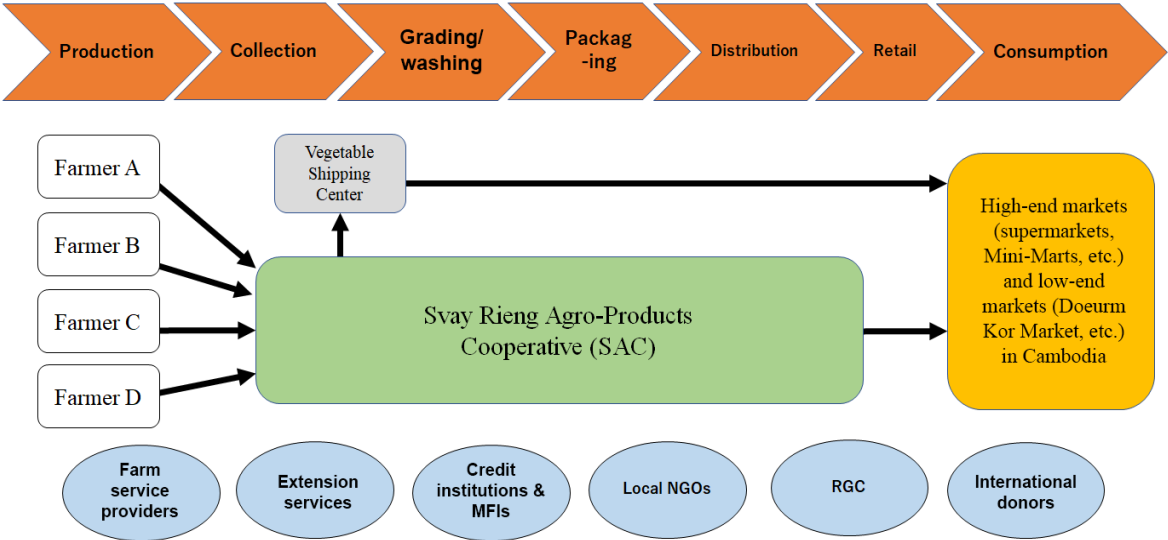 Production
Collection
Grading/
washing
Packag
-ing
Distribution
Retail
Consumption
Farmer A
Farmer B
Farmer C
Farmer D
Vegetable
Shipping
Center
Svay Rieng Agro-Products
Cooperative (SAC)
High-end markets
(supermarkets,
Mini-Marts, etc.)
and low-end
markets (Doeurm
Kor Market, etc.)
in Cambodia
Farm
service
providers
Extension
services
Credit
institutions &
MFIs
Local NGOs
RGC
International
donors